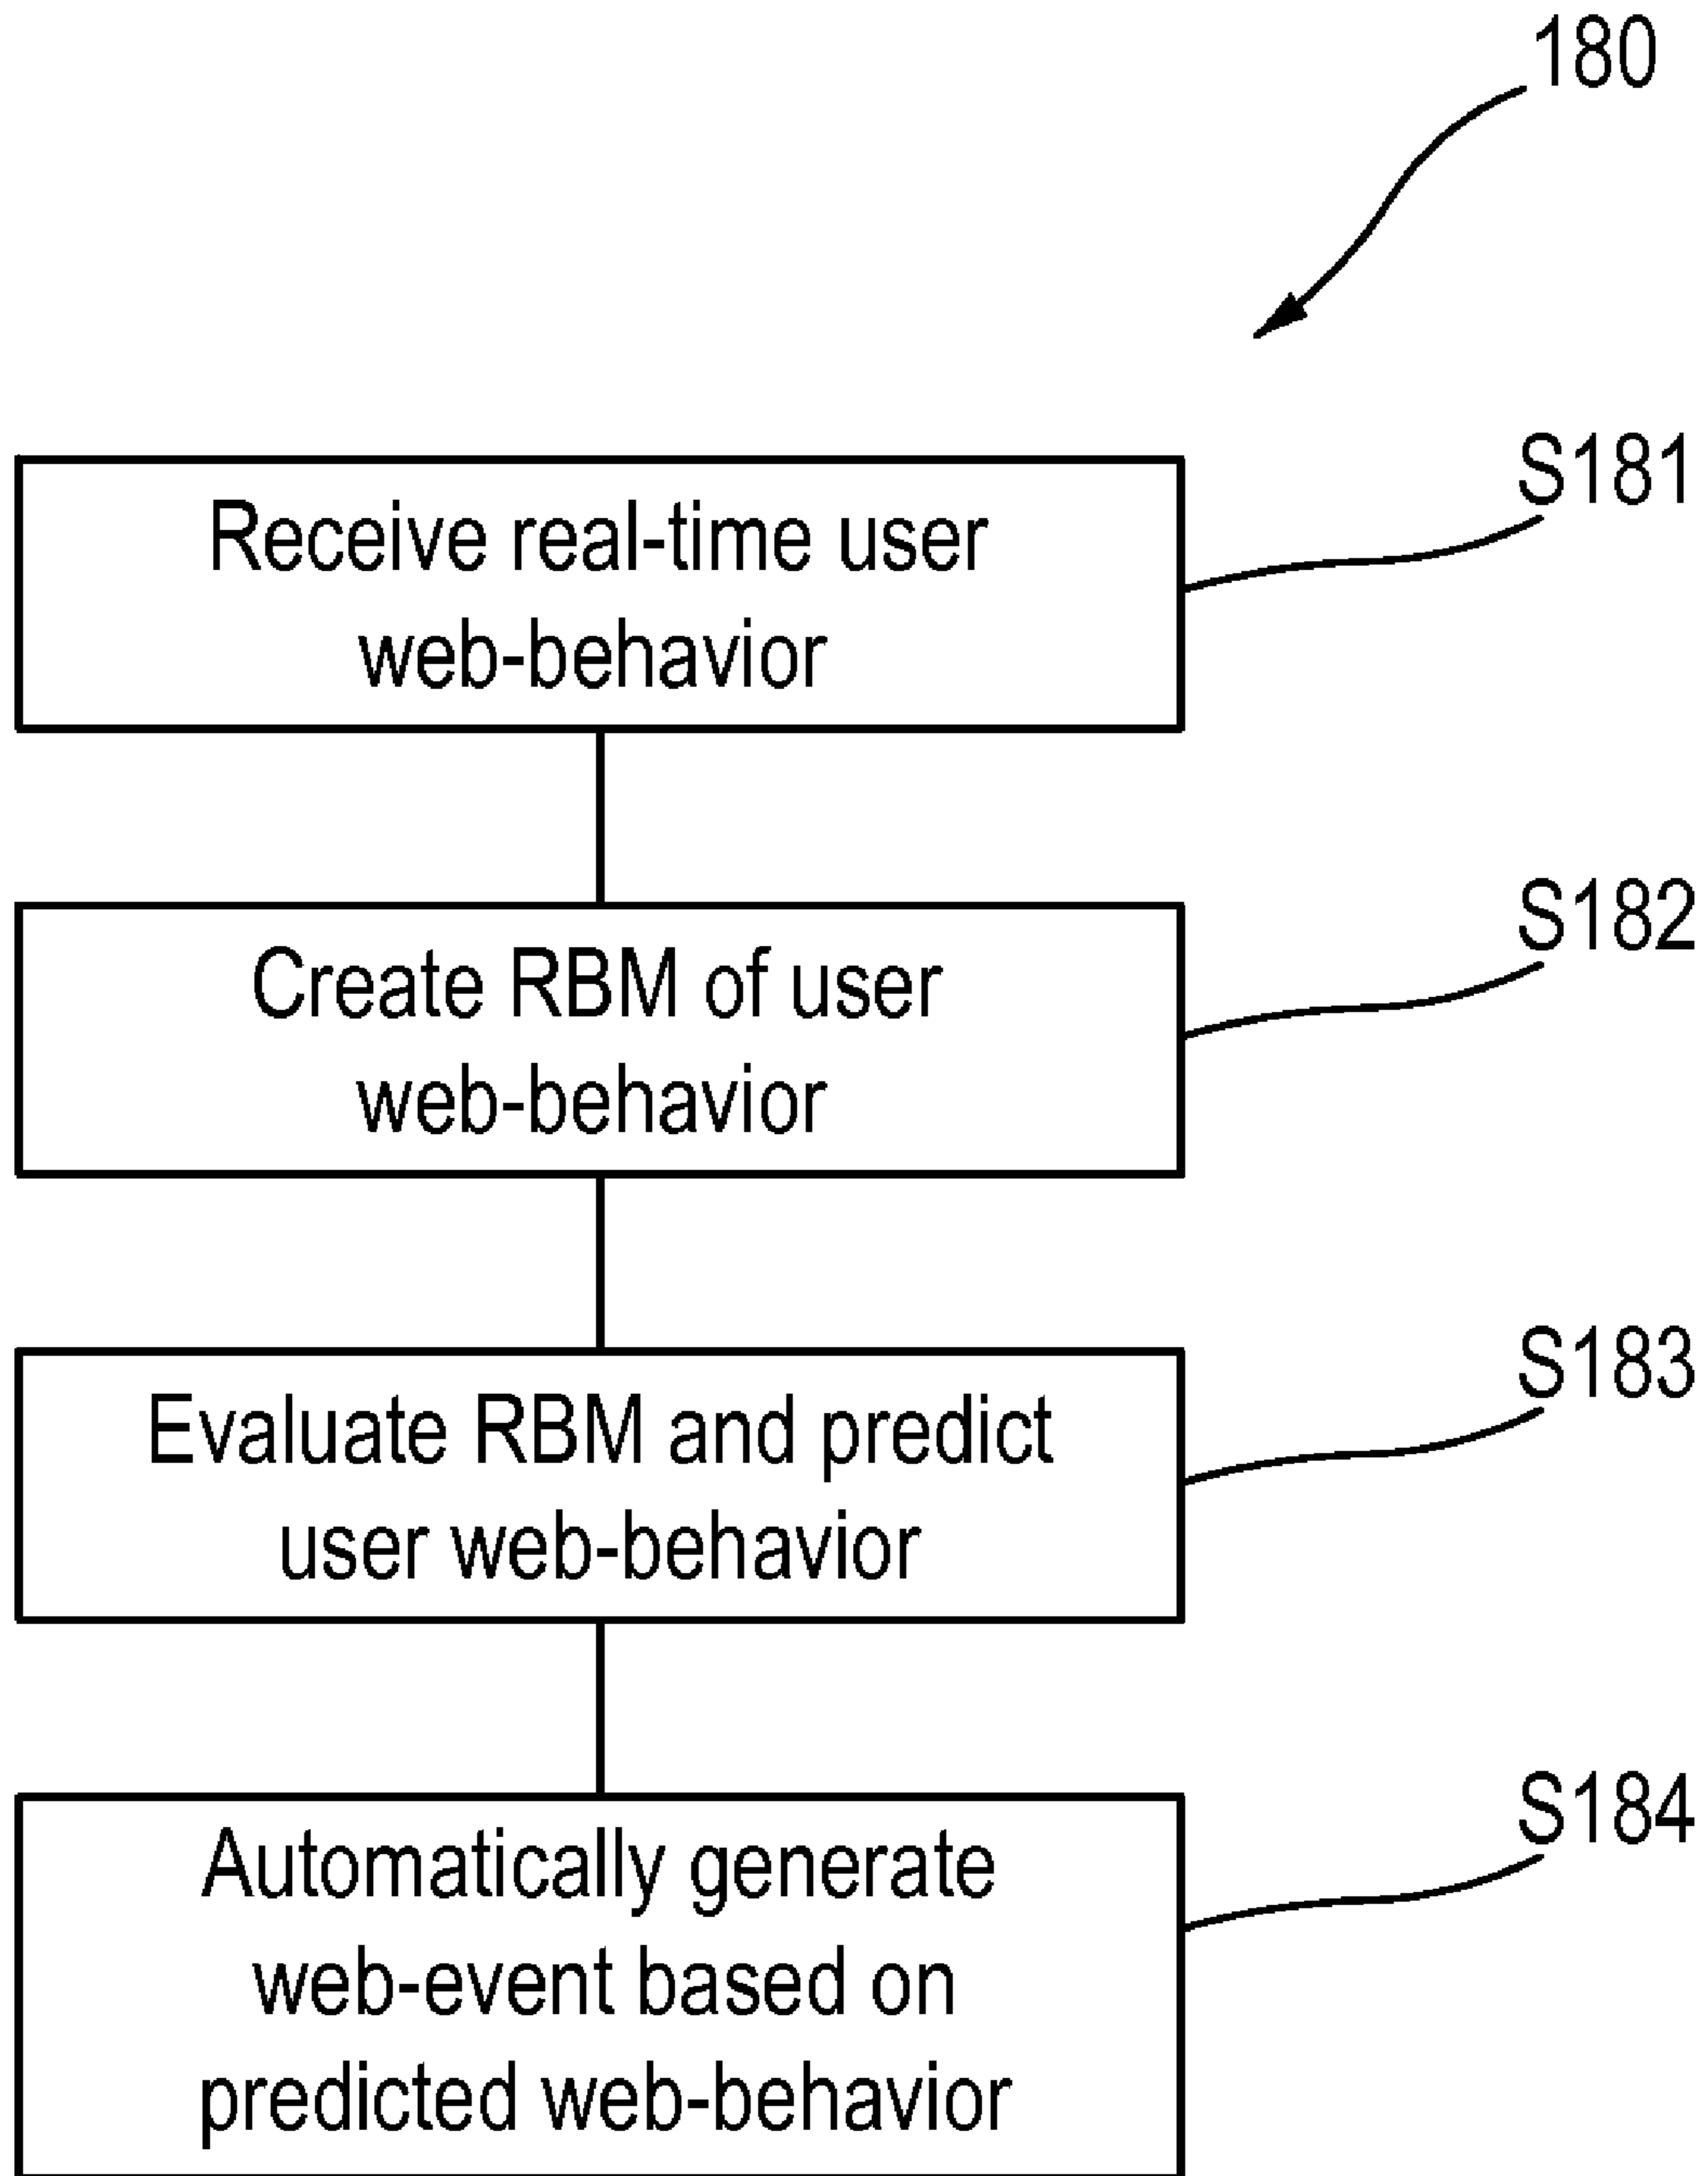 180
S181
Receive real-time user
web-behavior
S182
Create RBM of user
web-behavior
S183
Evaluate RBM and predict
user web-behavior
S184
Automatically generate
web-event based on
predicted web-behavior